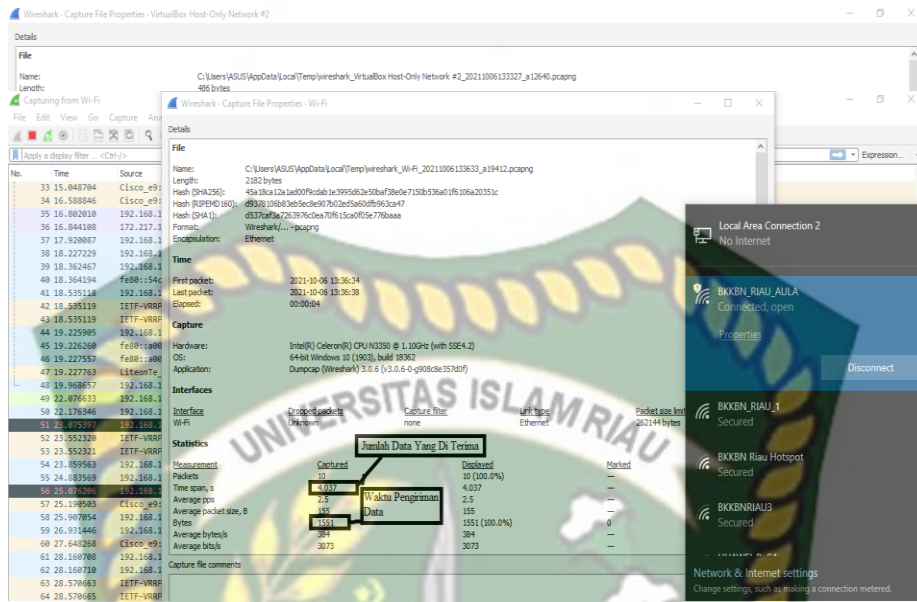 Wireshark - Capture File Properties - VirtualBox Host-Only Network #2
Details
File
Name: C:\Users\ASUS\AppData\Local\Temp\wireshark_VirtualBox Host-Only Network #2_20211006133327_a12640.pcapng
Length: 486 bytes
Capturing from Wi-Fi
File Edit View Go Capture Ana
Apply a display filter ... <Ctrl-/>
Expression...
No. Time Source
33 15.048704 Cisco_e9:
34 16.588846 Cisco_e9:
35 16.802010 192.168.1
36 16.844108 172.217.1
37 17.920087 192.168.1
38 18.227229 192.168.1
39 18.362467 192.168.1
40 18.364194 fe80::54c
41 18.535118 192.168.1
42 18.535119 IETF-VRRP
43 18.535119 IETF-VRRP
44 19.225905 192.168.1
45 19.226260 fe80::a00
46 19.227557 fe80::a00
47 19.227763 LiteonTe_
48 19.968657 192.168.1
49 22.076633 192.168.1
50 22.176346 192.168.1
51 23.075397 192.168.1
52 23.552320 IETF-VRRP
53 23.552321 IETF-VRRP
54 23.859563 192.168.1
55 24.883569 192.168.1
56 25.076206 192.168.1
57 25.190503 Cisco_e9:
58 25.907054 192.168.1
59 26.931446 192.168.1
60 27.648268 Cisco_e9:
61 28.160708 192.168.1
62 28.160710 192.168.1
63 28.570663 IETF-VRRP
64 28.570665 IETF-VRRP
Wireshark - Capture File Properties - Wi-Fi
Details
File
Name: C:\Users\ASUS\AppData\Local\Temp\wireshark_Wi-Fi_20211006133633_a19412.pcapng
Length: 2182 bytes
Hash (SHA256): 45a18ca12a1ad00f9cdab1e3995d62e50baf38e0e7150b536a01f6106a20351c
Hash (RIPEMD160): d9378106b83eb5ec8e907b02ed5a60dfb963ca47
Hash (SHA1): d537caf3a7263976c0ea70f615ca0f05e776baaa
Format: Wireshark/... - pcapng
Encapsulation: Ethernet
Time
First packet: 2021-10-06 13:36:34
Last packet: 2021-10-06 13:36:38
Elapsed: 00:00:04
Capture
Hardware: Intel(R) Celeron(R) CPU N3350 @ 1.10GHz (with SSE4.2)
OS: 64-bit Windows 10 (1903), build 18362
Application: Dumpcap (Wireshark) 3.0.6 (v3.0.6-0-g908c8e357d0f)
Interfaces
Interface Dropped packets Capture filter Link type Packet size limit
Wi-Fi Unknown none Ethernet 262144 bytes
UNIVERSITAS ISLAM RIAU
Statistics
Jumlah Data Yang Di Terima
Measurement Captured Displayed Marked
Packets 10 10 (100.0%) —
Time span, s 4.037 4.037 —
Average pps 2.5 2.5 —
Average packet size, B 155 155 —
Bytes 1551 1551 (100.0%) 0
Average bytes/s 384 384 —
Average bits/s 3073 3073 —
Waktu Pengiriman
Data
Capture file comments
Local Area Connection 2
No Internet
BKKBN_RIAU_AULA
Connected, open
Properties
Disconnect
BKKBN_RIAU_1
Secured
BKKBN Riau Hotspot
Secured
BKKBNRIAU3
Secured
Network & Internet settings
Change settings, such as making a connection metered.